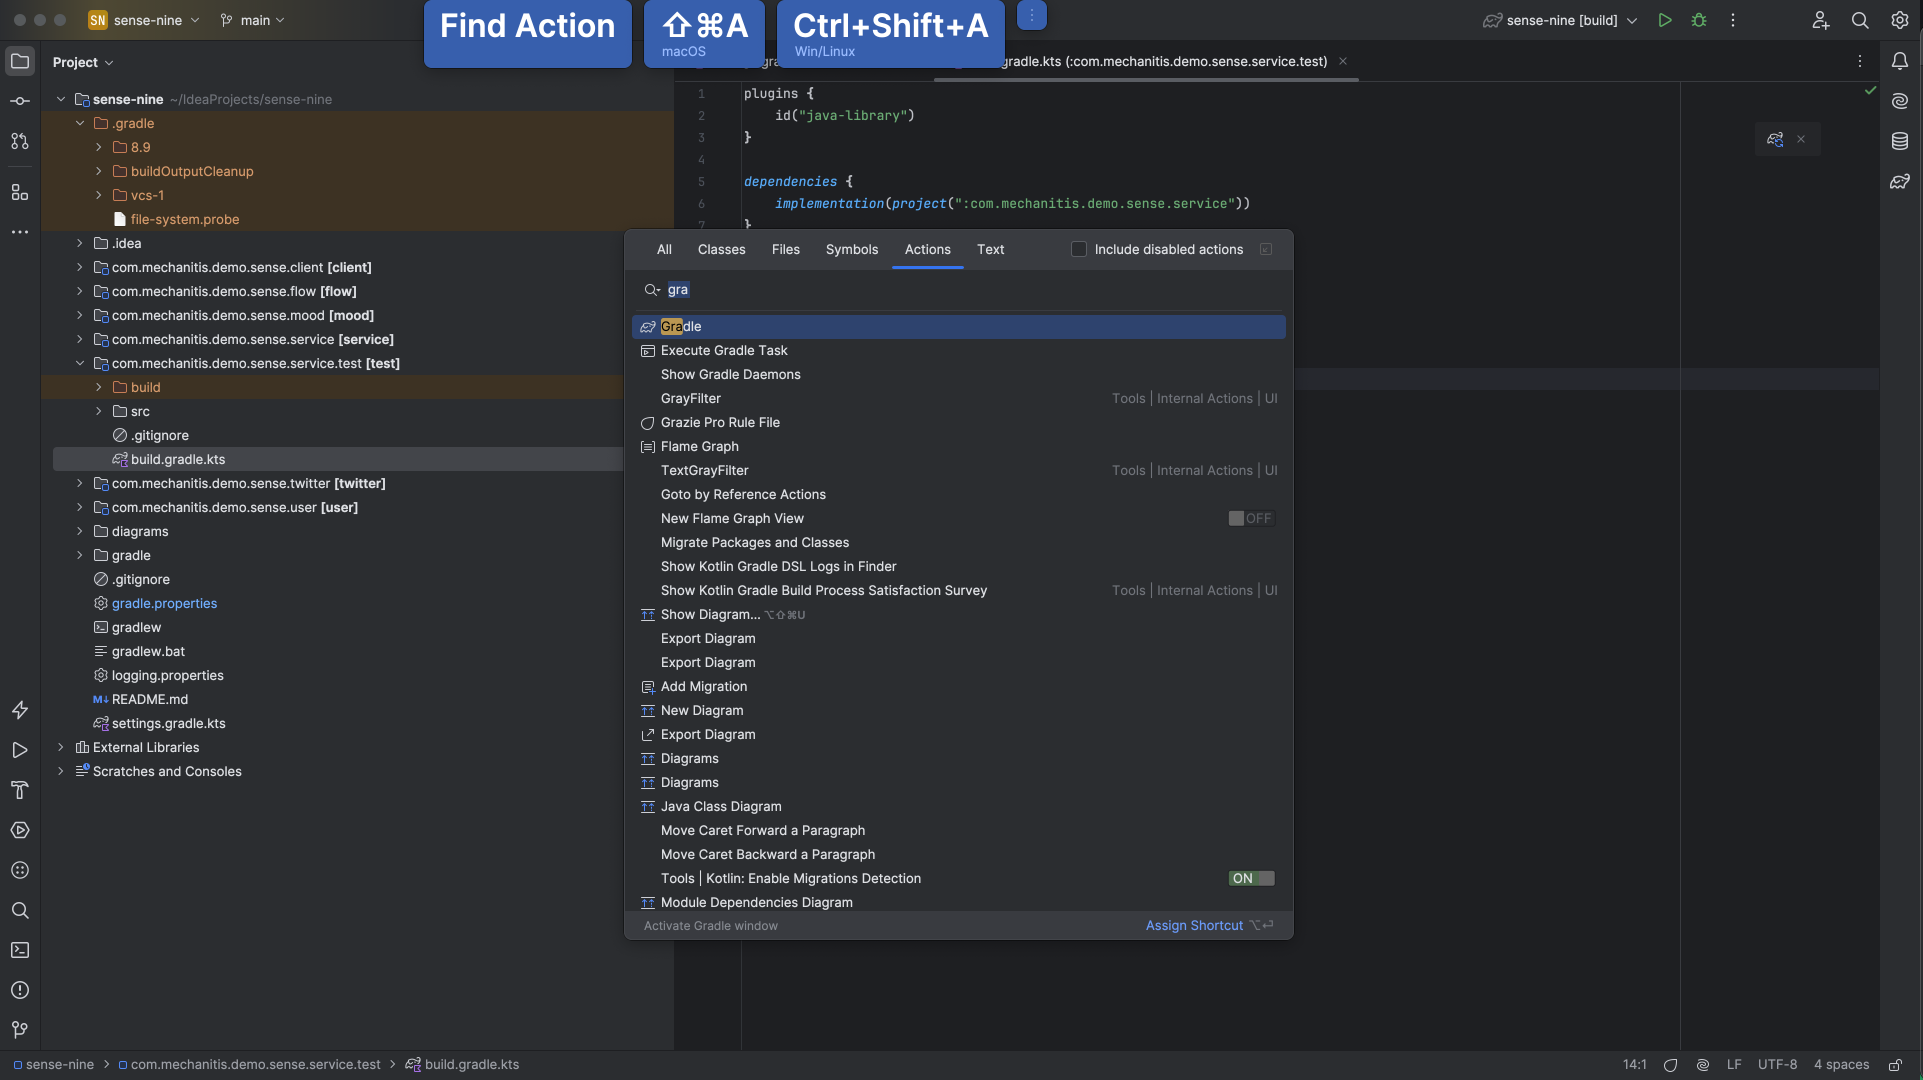 SN sense-nine
main
Find Action
⇧⌘A
macOS
Ctrl+Shift+A
Win/Linux
sense-nine [build]
Project
gradle.kts (:com.mechanitis.demo.sense.service.test)
sense-nine ~/IdeaProjects/sense-nine
.gradle
8.9
buildOutputCleanup
vcs-1
file-system.probe
.idea
com.mechanitis.demo.sense.client [client]
com.mechanitis.demo.sense.flow [flow]
com.mechanitis.demo.sense.mood [mood]
com.mechanitis.demo.sense.service [service]
com.mechanitis.demo.sense.service.test [test]
build
src
.gitignore
build.gradle.kts
com.mechanitis.demo.sense.twitter [twitter]
com.mechanitis.demo.sense.user [user]
diagrams
gradle
.gitignore
gradle.properties
gradlew
gradlew.bat
logging.properties
M↓ README.md
settings.gradle.kts
External Libraries
Scratches and Consoles
1 plugins {
2 id("java-library")
3 }
4
5 dependencies {
6 implementation(project(":com.mechanitis.demo.sense.service"))
7 }
All Classes Files Symbols Actions Text Include disabled actions
gra
Gradle
Execute Gradle Task
Show Gradle Daemons
GrayFilter Tools | Internal Actions | UI
Grazie Pro Rule File
Flame Graph
TextGrayFilter Tools | Internal Actions | UI
Goto by Reference Actions
New Flame Graph View OFF
Migrate Packages and Classes
Show Kotlin Gradle DSL Logs in Finder
Show Kotlin Gradle Build Process Satisfaction Survey Tools | Internal Actions | UI
Show Diagram... ⌥⇧⌘U
Export Diagram
Export Diagram
Add Migration
New Diagram
Export Diagram
Diagrams
Diagrams
Java Class Diagram
Move Caret Forward a Paragraph
Move Caret Backward a Paragraph
Tools | Kotlin: Enable Migrations Detection ON
Module Dependencies Diagram
Activate Gradle window Assign Shortcut ⌥⏎
sense-nine > com.mechanitis.demo.sense.service.test > build.gradle.kts
14:1 LF UTF-8 4 spaces